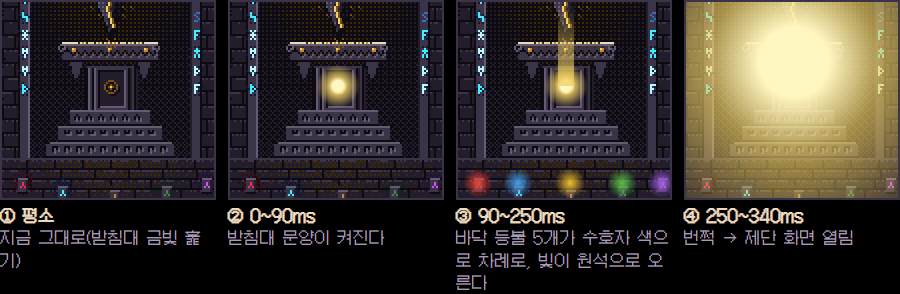 ① 평소
지금 그대로(받침대 금빛 훑
기)
② 0~90ms
받침대 문양이 켜진다
③ 90~250ms
바닥 등불 5개가 수호자 색으
로 차례로, 빛이 원석으로 오
른다
④ 250~340ms
번쩍 → 제단 화면 열림